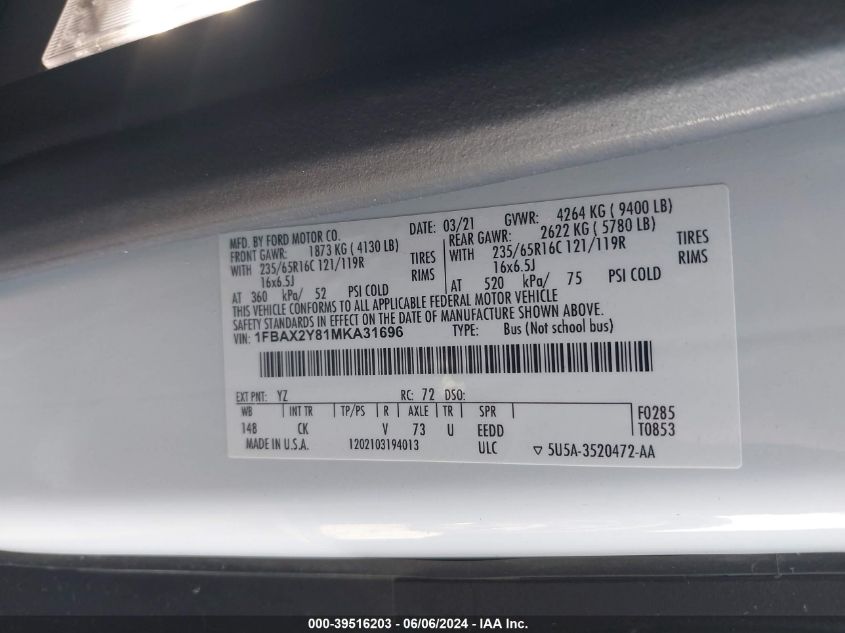 MFD. BY FORD MOTOR CO. DATE: 03/21 GVWR: 4264 KG ( 9400 LB)
FRONT GAWR: 1873 KG ( 4130 LB) REAR GAWR: 2622 KG ( 5780 LB)
WITH 235/65R16C 121/119R TIRES WITH 235/65R16C 121/119R TIRES
16x6.5J RIMS 16x6.5J RIMS
AT 360 kPa/ 52 PSI COLD AT 520 kPa/ 75 PSI COLD
THIS VEHICLE CONFORMS TO ALL APPLICABLE FEDERAL MOTOR VEHICLE
SAFETY STANDARDS IN EFFECT ON THE DATE OF MANUFACTURE SHOWN ABOVE.
VIN: 1FBAX2Y81MKA31696 TYPE: Bus (Not school bus)
EXT PNT: YZ RC: 72 DSO:
WB INT TR TP/PS R AXLE TR SPR F0285
148 CK V 73 U EEDD T0853
MADE IN U.S.A. 1202103194013 ULC ▽ 5U5A-3520472-AA
000-39516203 - 06/06/2024 - IAA Inc.